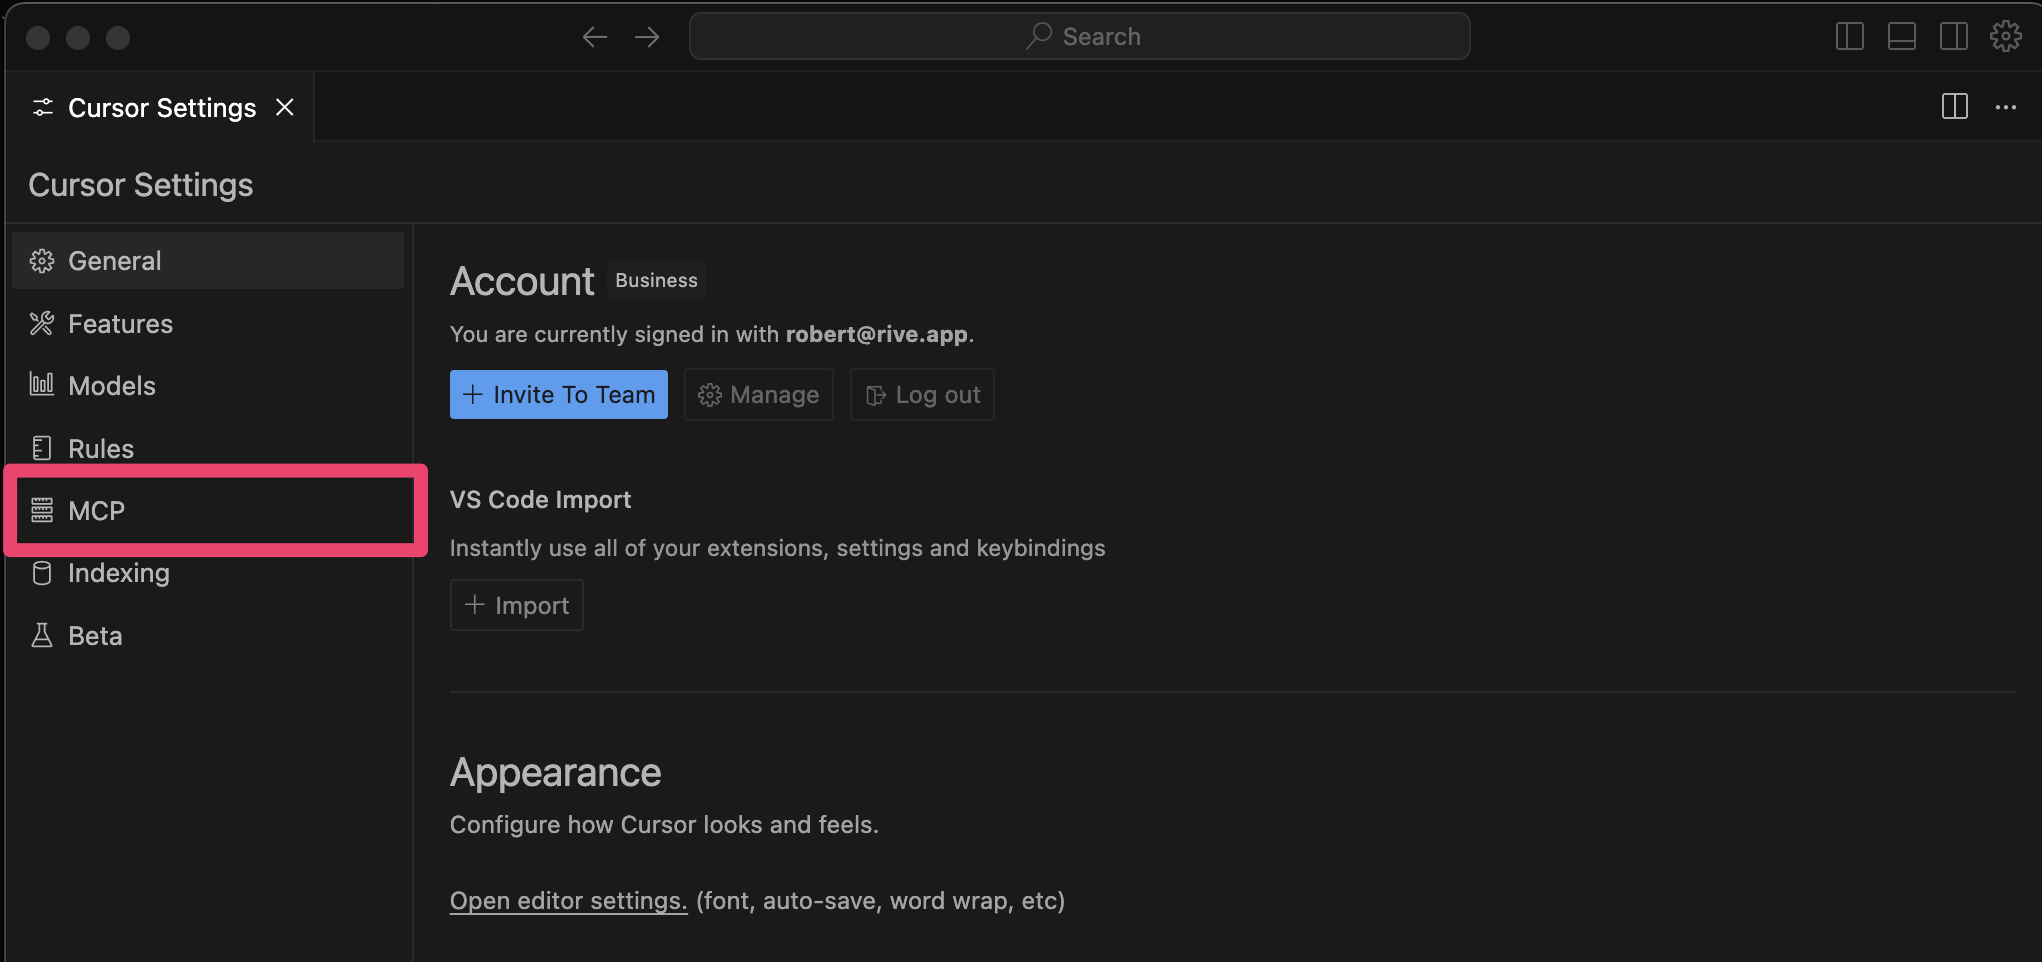 Search
Cursor Settings
Cursor Settings
General
Features
Models
Rules
MCP
Indexing
Beta
Account Business
You are currently signed in with robert@rive.app.
Invite To Team Manage Log out
VS Code Import
Instantly use all of your extensions, settings and keybindings
Import
Appearance
Configure how Cursor looks and feels.
Open editor settings. (font, auto-save, word wrap, etc)